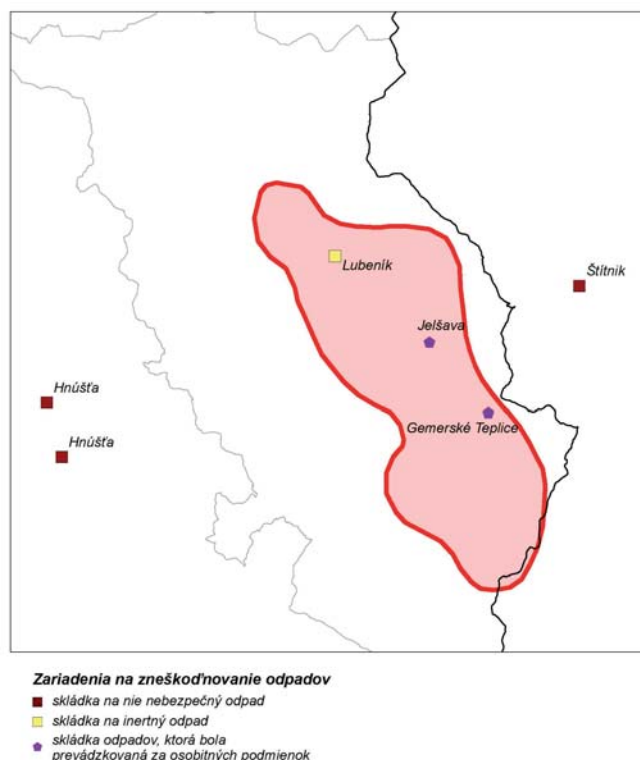 Lubeník
Štítnik
Jelšava
Hnúšťa
Gemerské Teplice
Hnúšťa
Zariadenia na zneškodňovanie odpadov
skládka na nie nebezpečný odpad
skládka na inertný odpad
skládka odpadov, ktorá bola
prevádzkovaná za osobitných podmienok